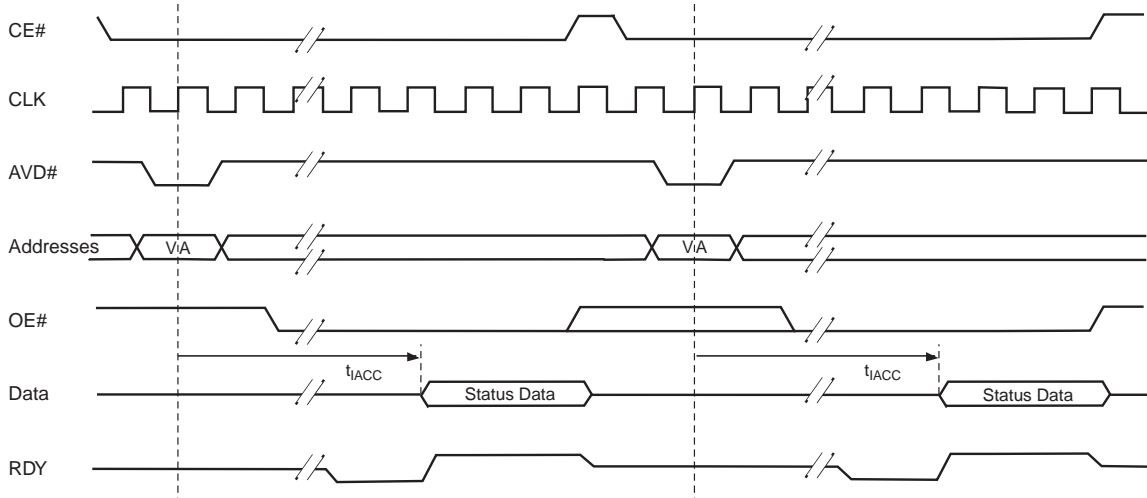 CE#
CLK
AVD#
Addresses
VA
VA
OE#
tIACC
tIACC
Data
Status Data
Status Data
RDY